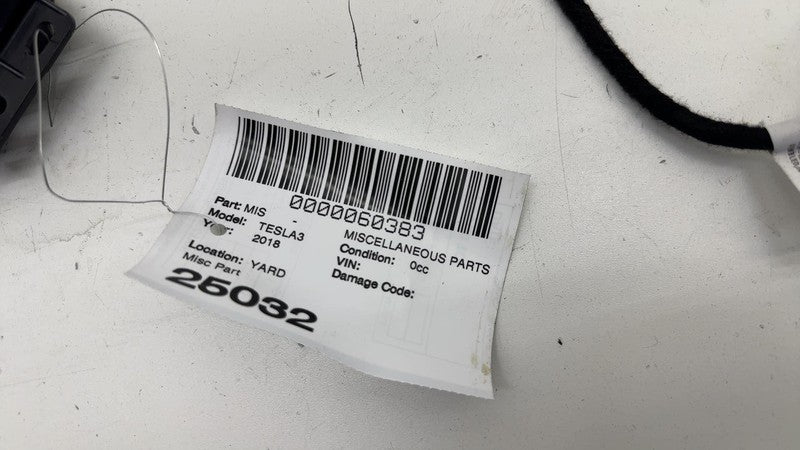 0000060383
Part: MIS - MISCELLANEOUS PARTS
Model: TESLA3 Condition: 0cc
Year: 2018 VIN:
Damage Code:
Location: YARD
Misc Part
25032